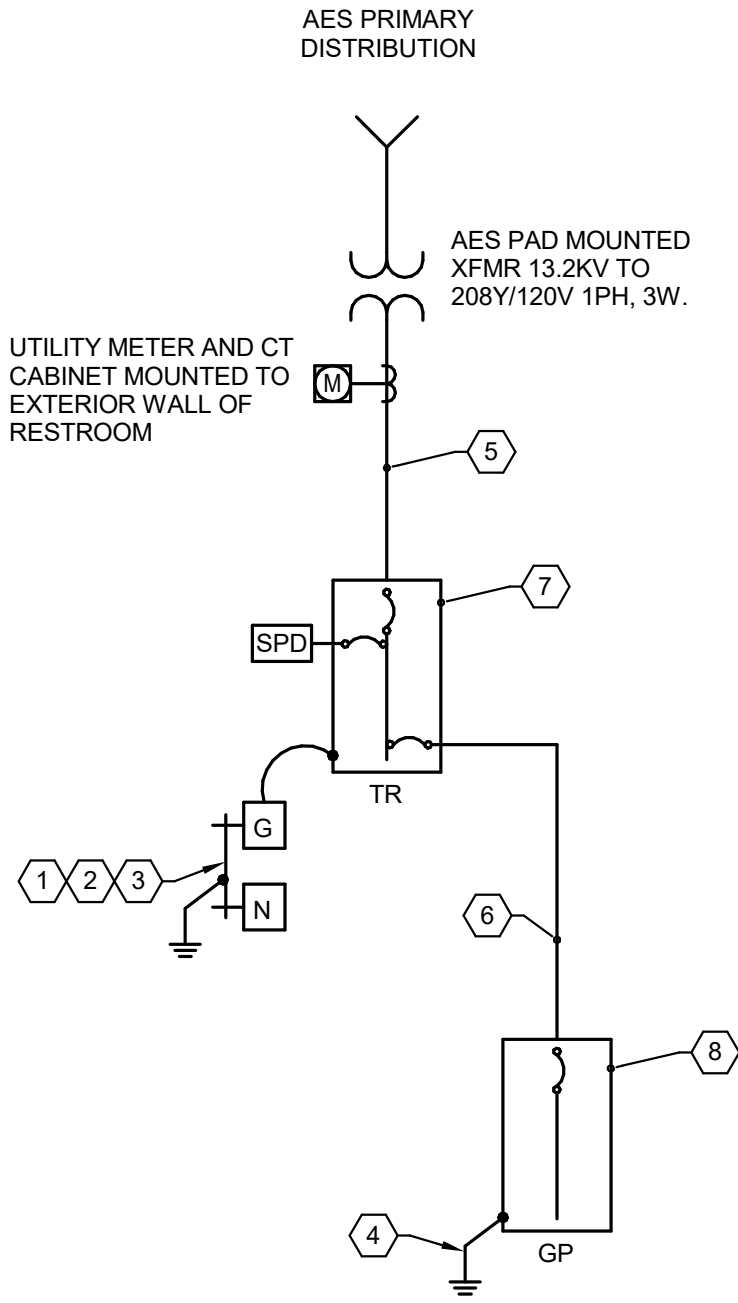 AES PRIMARY
DISTRIBUTION
AES PAD MOUNTED
XFMR 13.2KV TO
208Y/120V 1PH, 3W.
UTILITY METER AND CT
CABINET MOUNTED TO
EXTERIOR WALL OF
RESTROOM
M
5
7
SPD
TR
G
1 2 3
N
6
8
4
GP